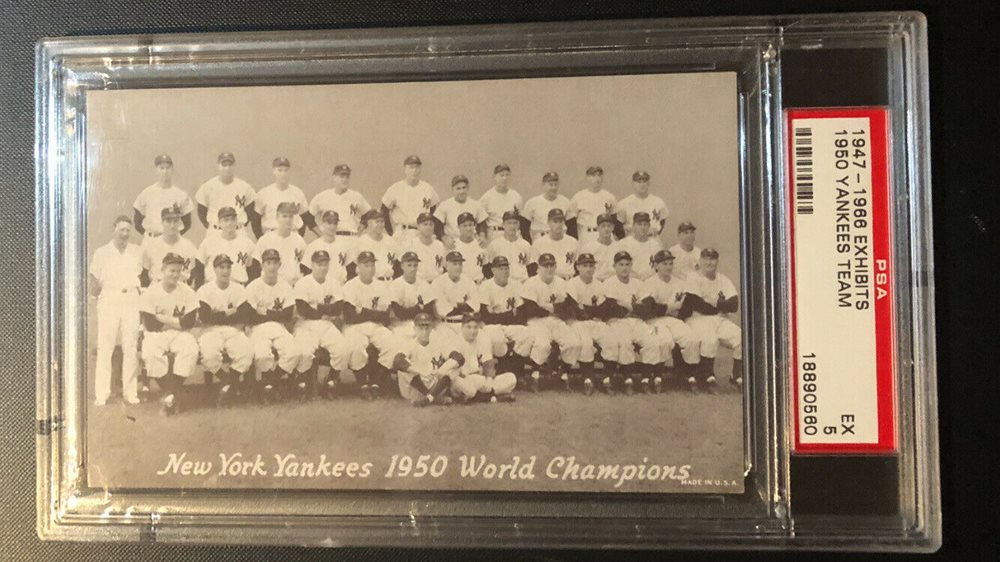 New York Yankees 1950 World Champions
MADE IN U.S.A.
PSA
1947 - 1966 EXHIBITS
1950 YANKEES TEAM
EX
5
18890560